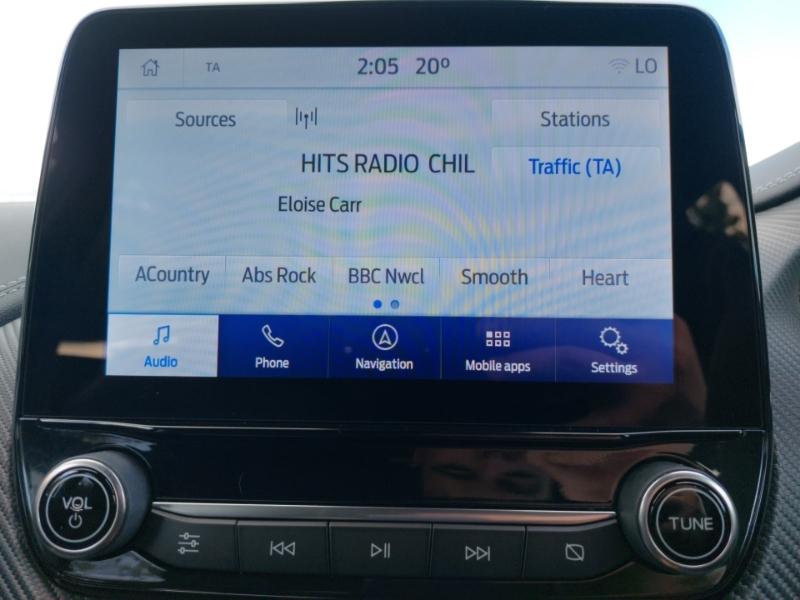 TA 2:05 20º LO
Sources Stations
HITS RADIO CHIL Traffic (TA)
Eloise Carr
ACountry Abs Rock BBC Nwcl Smooth Heart
Audio Phone Navigation Mobile apps Settings
VOL
TUNE